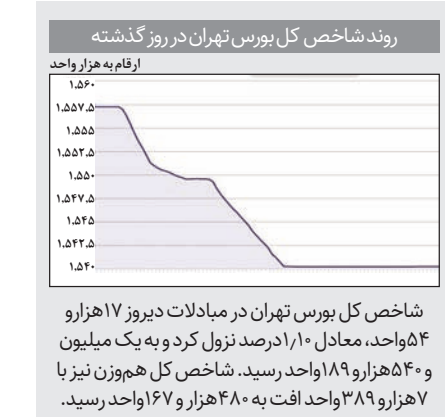 روند شاخص کل بورس تهران در روز گذشته
ارقام به هزار واحد
۱.۵۶۰
۱.۵۵۷.۵
۱.۵۵۵
۱.۵۵۲.۵
۱.۵۵۰
۱.۵۴۷.۵
۱.۵۴۵
۱.۵۴۲.۵
۱.۵۴۰
شاخص کل بورس تهران در مبادلات دیروز ۱۷هزارو
۵۴واحد، معادل ۱/۱۰درصد نزول کرد و به یک میلیون
و ۵۴۰هزارو ۱۸۹واحد رسید. شاخص کل هم‌وزن نیز با
۷هزارو ۳۸۹واحد افت به ۴۸۰هزار و ۱۶۷واحد رسید.